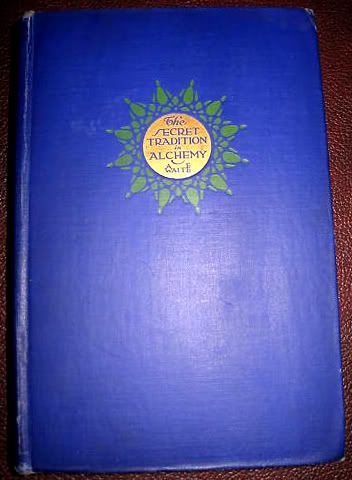 The
SECRET
TRADITION
in
ALCHEMY
A E
WAITE